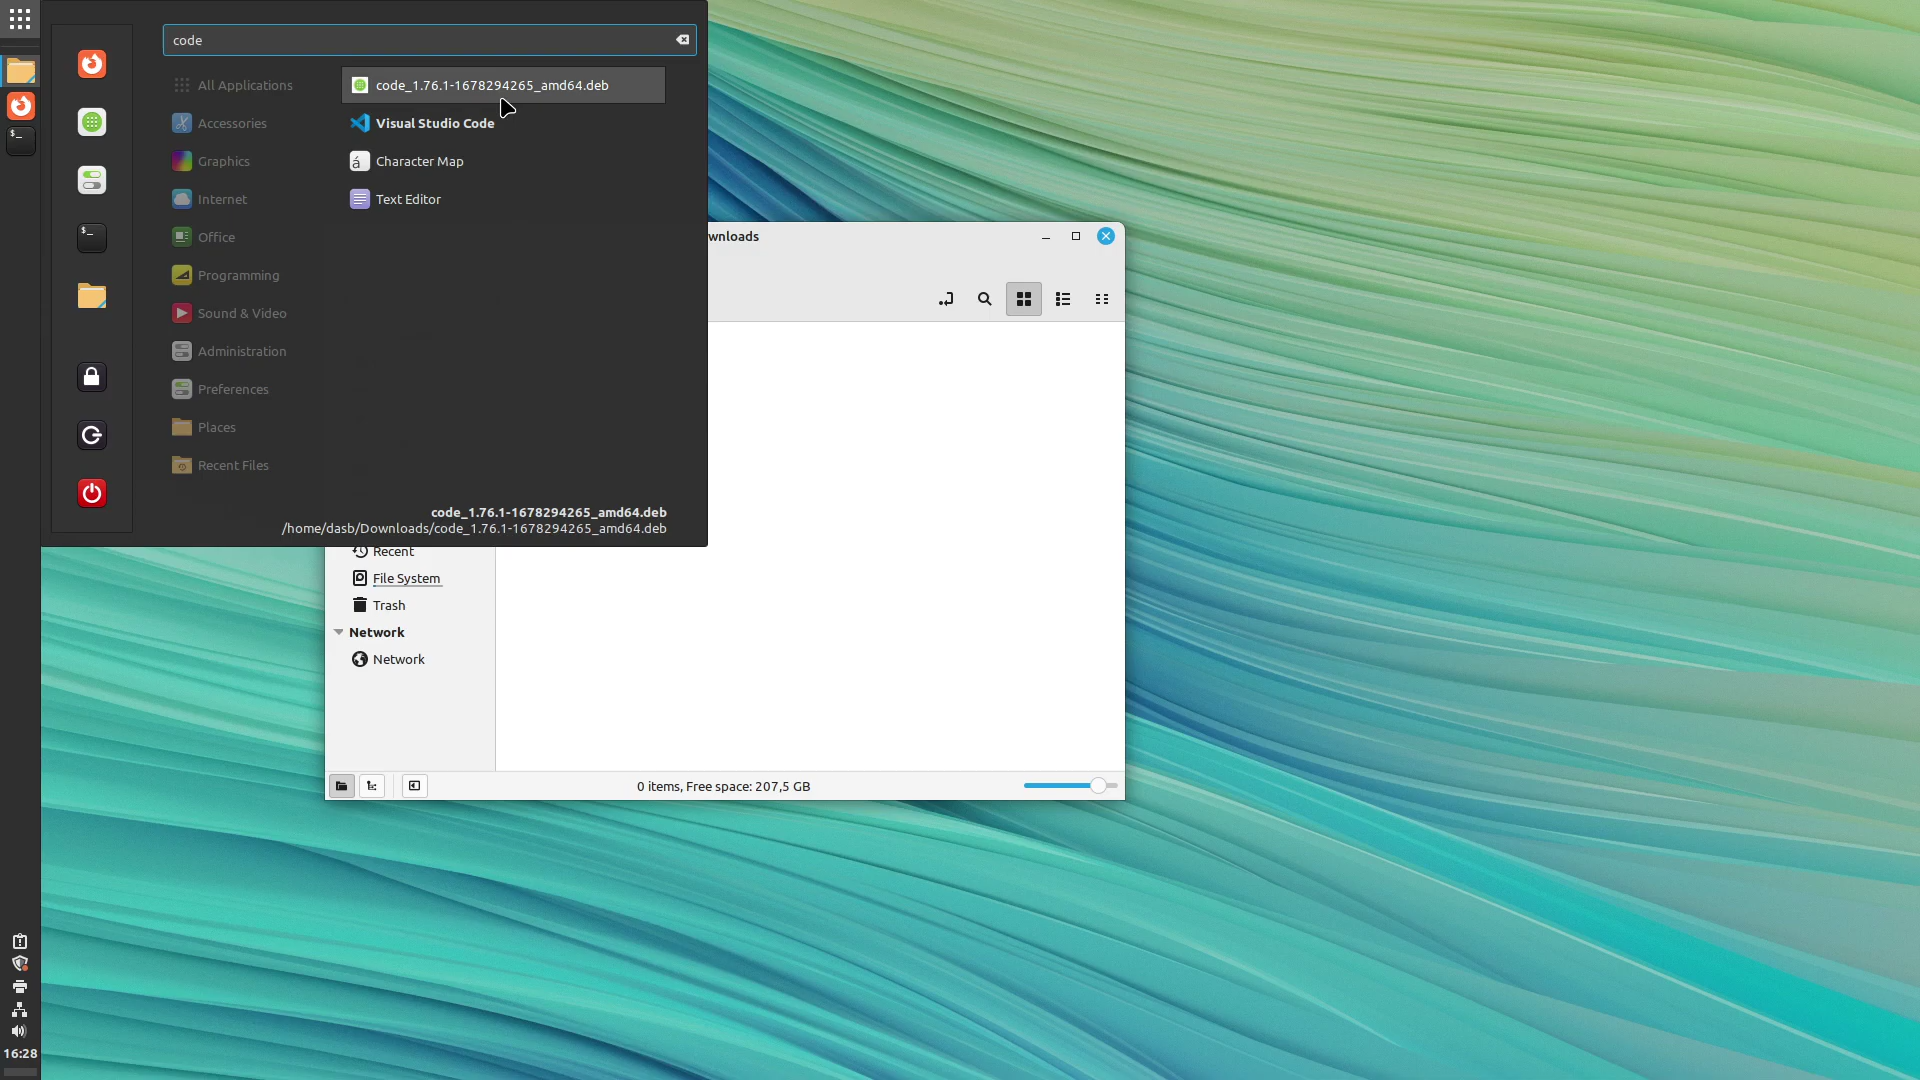 code
All Applications
code_1.76.1-1678294265_amd64.deb
Accessories
Visual Studio Code
Graphics
á
Character Map
Internet
Text Editor
Office
Programming
Sound & Video
Administration
Preferences
Places
Recent Files
code_1.76.1-1678294265_amd64.deb
/home/dasb/Downloads/code_1.76.1-1678294265_amd64.deb
$_
$_
wnloads
Recent
File System
Trash
Network
Network
0 items, Free space: 207,5 GB
16:28